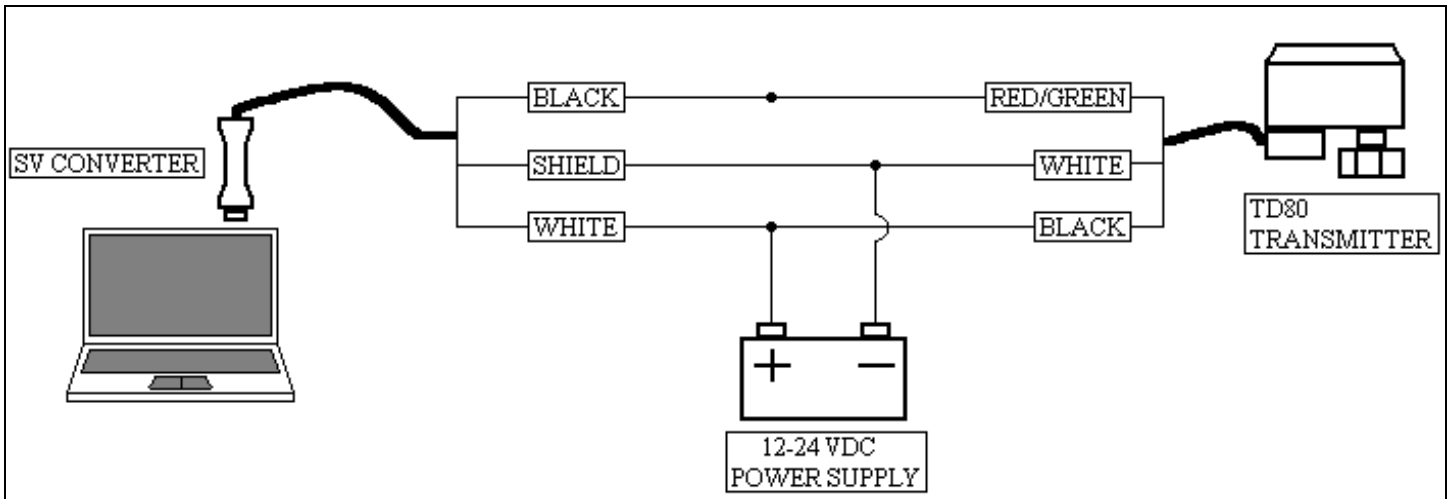 BLACK
RED/GREEN
SV CONVERTER
SHIELD
WHITE
WHITE
BLACK
TD80
TRANSMITTER
+
−
12-24 VDC
POWER SUPPLY